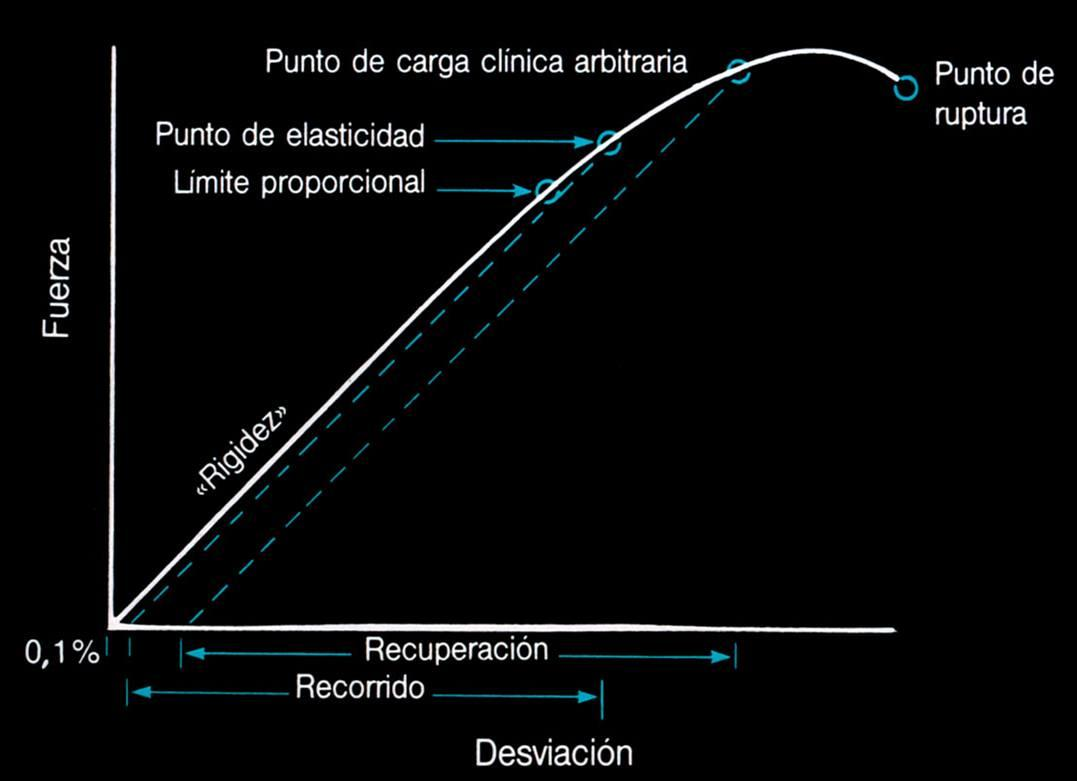 Punto de carga clínica arbitraria
Punto de
ruptura
Punto de elasticidad
Límite proporcional
Fuerza
«Rigidez»
0,1%
Recuperación
Recorrido
Desviación